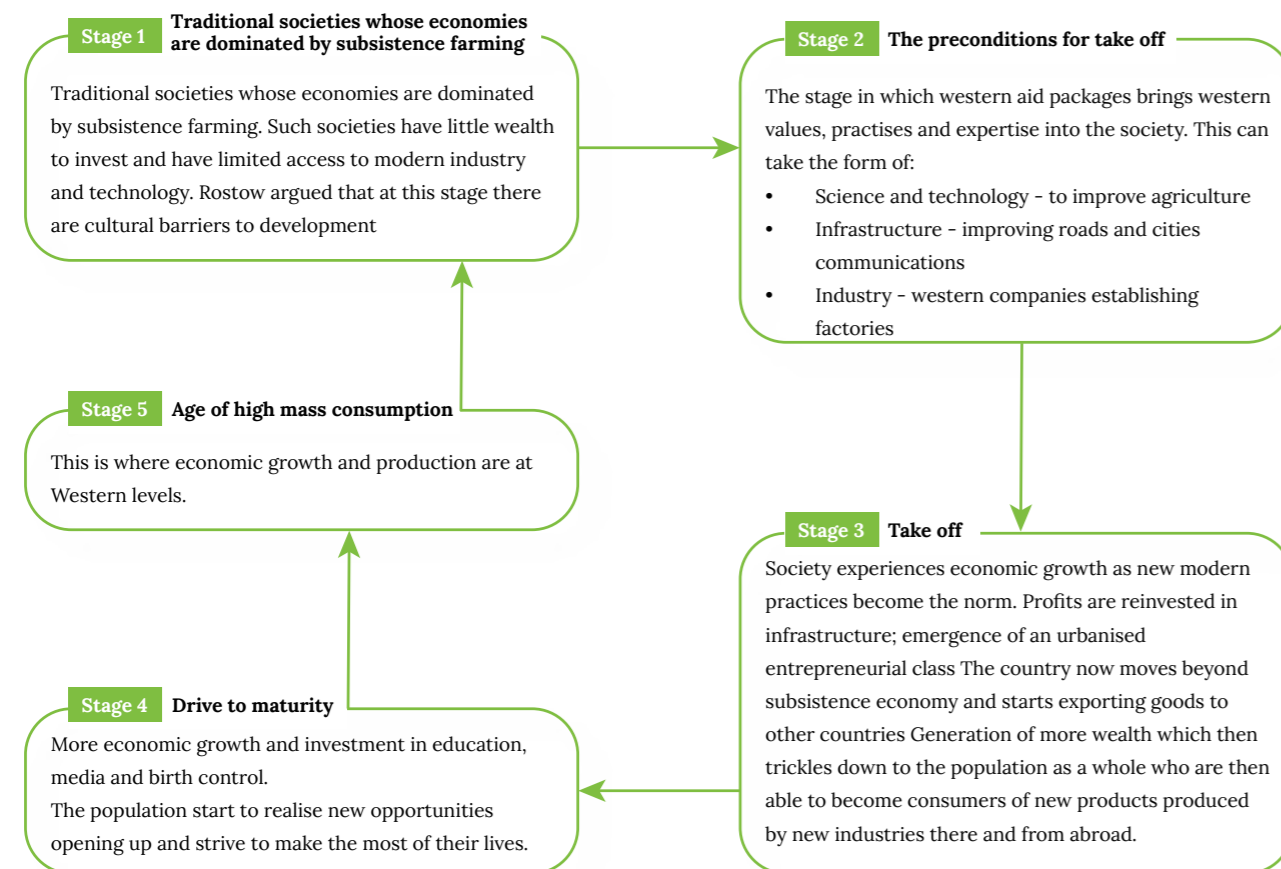 Stage 1
Traditional societies whose economies
are dominated by subsistence farming
Traditional societies whose economies are dominated
by subsistence farming. Such societies have little wealth
to invest and have limited access to modern industry
and technology. Rostow argued that at this stage there
are cultural barriers to development
Stage 2
The preconditions for take off
The stage in which western aid packages brings western
values, practises and expertise into the society. This can
take the form of:
• Science and technology - to improve agriculture
• Infrastructure - improving roads and cities
communications
• Industry - western companies establishing
factories
Stage 3
Take off
Society experiences economic growth as new modern
practices become the norm. Profits are reinvested in
infrastructure; emergence of an urbanised
entrepreneurial class The country now moves beyond
subsistence economy and starts exporting goods to
other countries Generation of more wealth which then
trickles down to the population as a whole who are then
able to become consumers of new products produced
by new industries there and from abroad.
Stage 4
Drive to maturity
More economic growth and investment in education,
media and birth control.
The population start to realise new opportunities
opening up and strive to make the most of their lives.
Stage 5
Age of high mass consumption
This is where economic growth and production are at
Western levels.